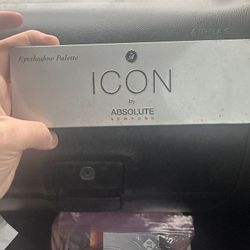 Eyeshadow Palette
ICON
by
ABSOLUTE
NEW YORK